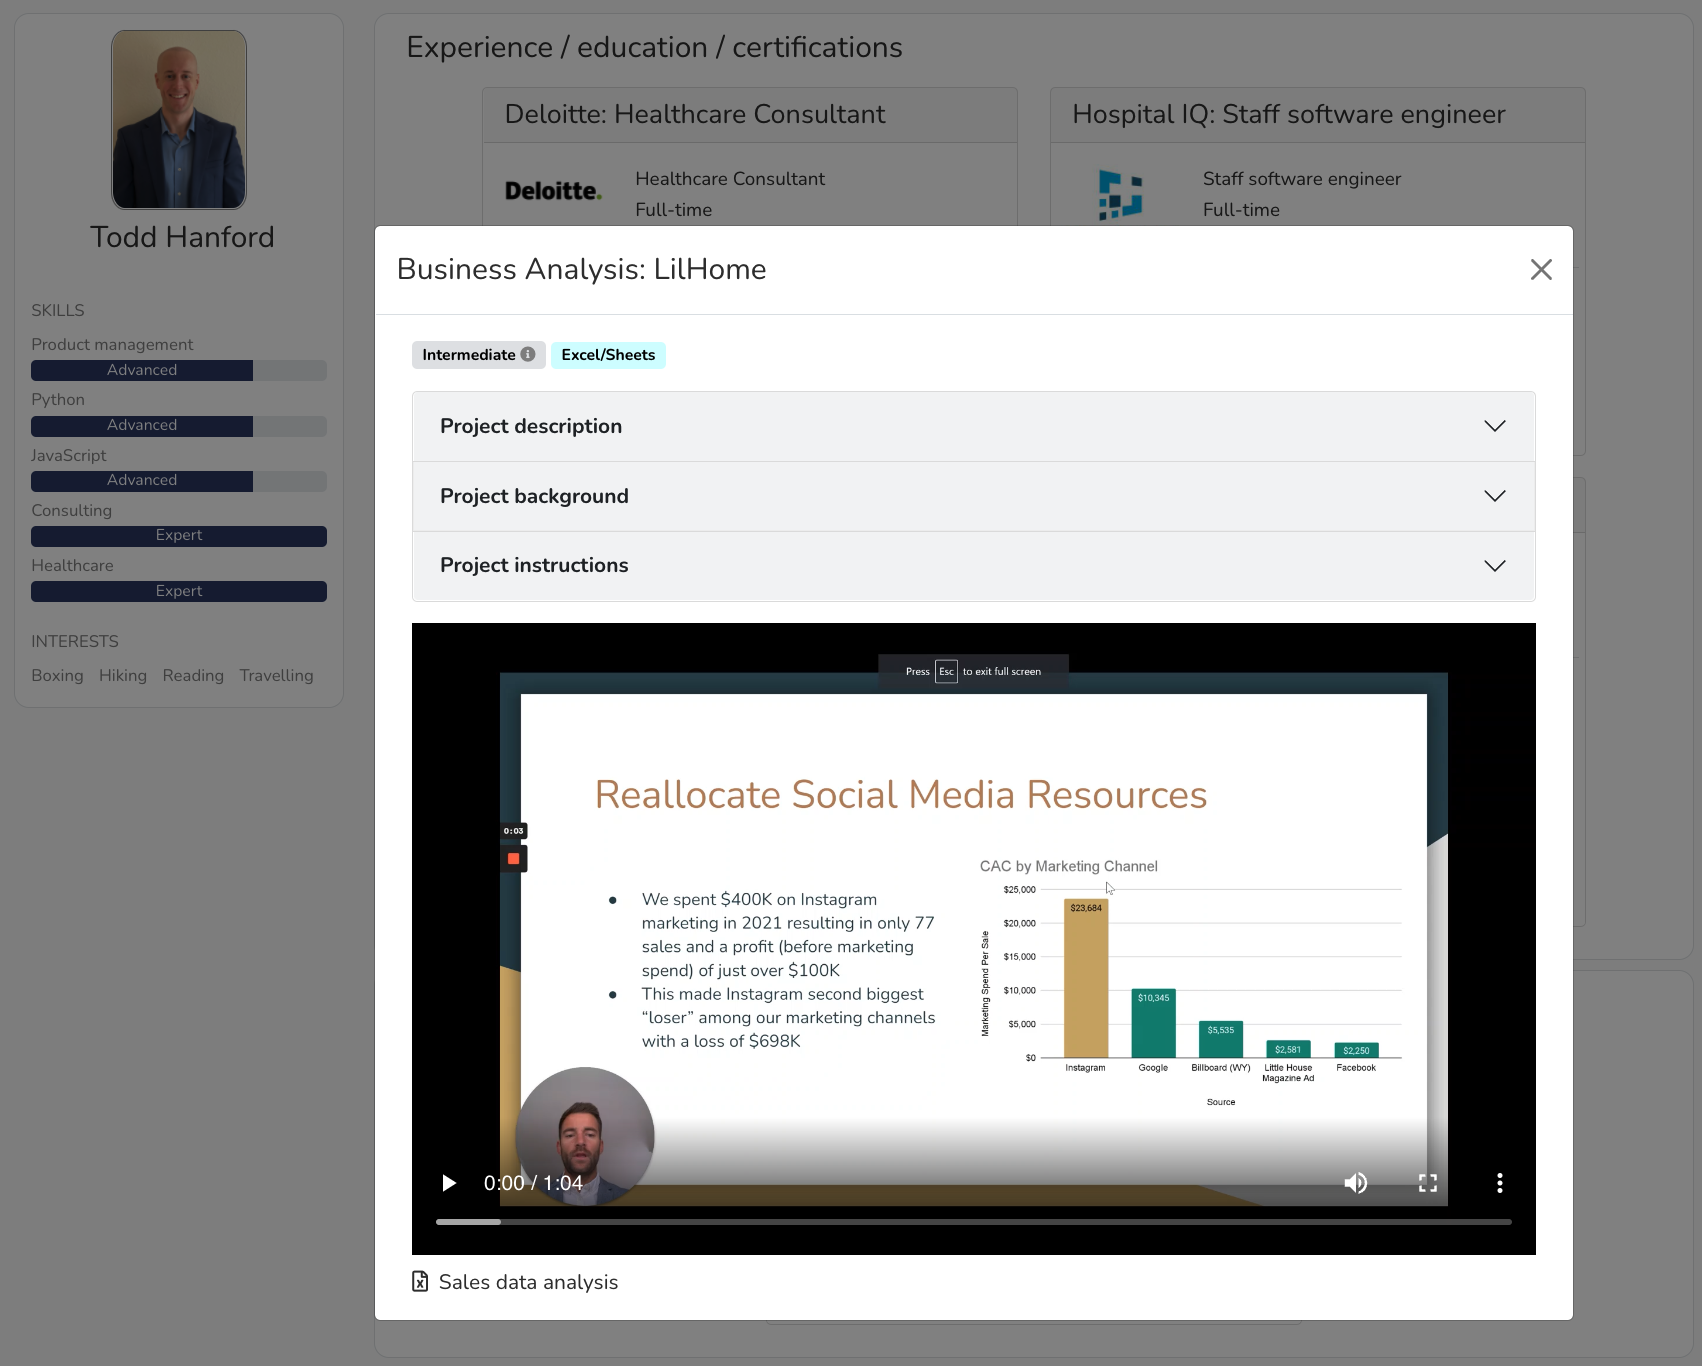 Todd Hanford
SKILLS
Product management
Advanced
Python
Advanced
JavaScript
Advanced
Consulting
Expert
Healthcare
Expert
INTERESTS
Boxing Hiking Reading Travelling
Experience / education / certifications
Deloitte: Healthcare Consultant
Deloitte.
Healthcare Consultant
Full-time
Hospital IQ: Staff software engineer
Staff software engineer
Full-time
Business Analysis: LilHome
Intermediate
Excel/Sheets
Project description
Project background
Project instructions
Press Esc to exit full screen
Reallocate Social Media Resources
0:03
We spent $400K on Instagram
marketing in 2021 resulting in only 77
sales and a profit (before marketing
spend) of just over $100K
This made Instagram second biggest
“loser” among our marketing channels
with a loss of $698K
CAC by Marketing Channel
Marketing Spend Per Sale
$25,000
$20,000
$15,000
$10,000
$5,000
$0
$23,684
$10,345
$5,535
$2,581
$2,250
Instagram
Google
Billboard (WY)
Little House
Magazine Ad
Facebook
Source
0:00 / 1:04
Sales data analysis